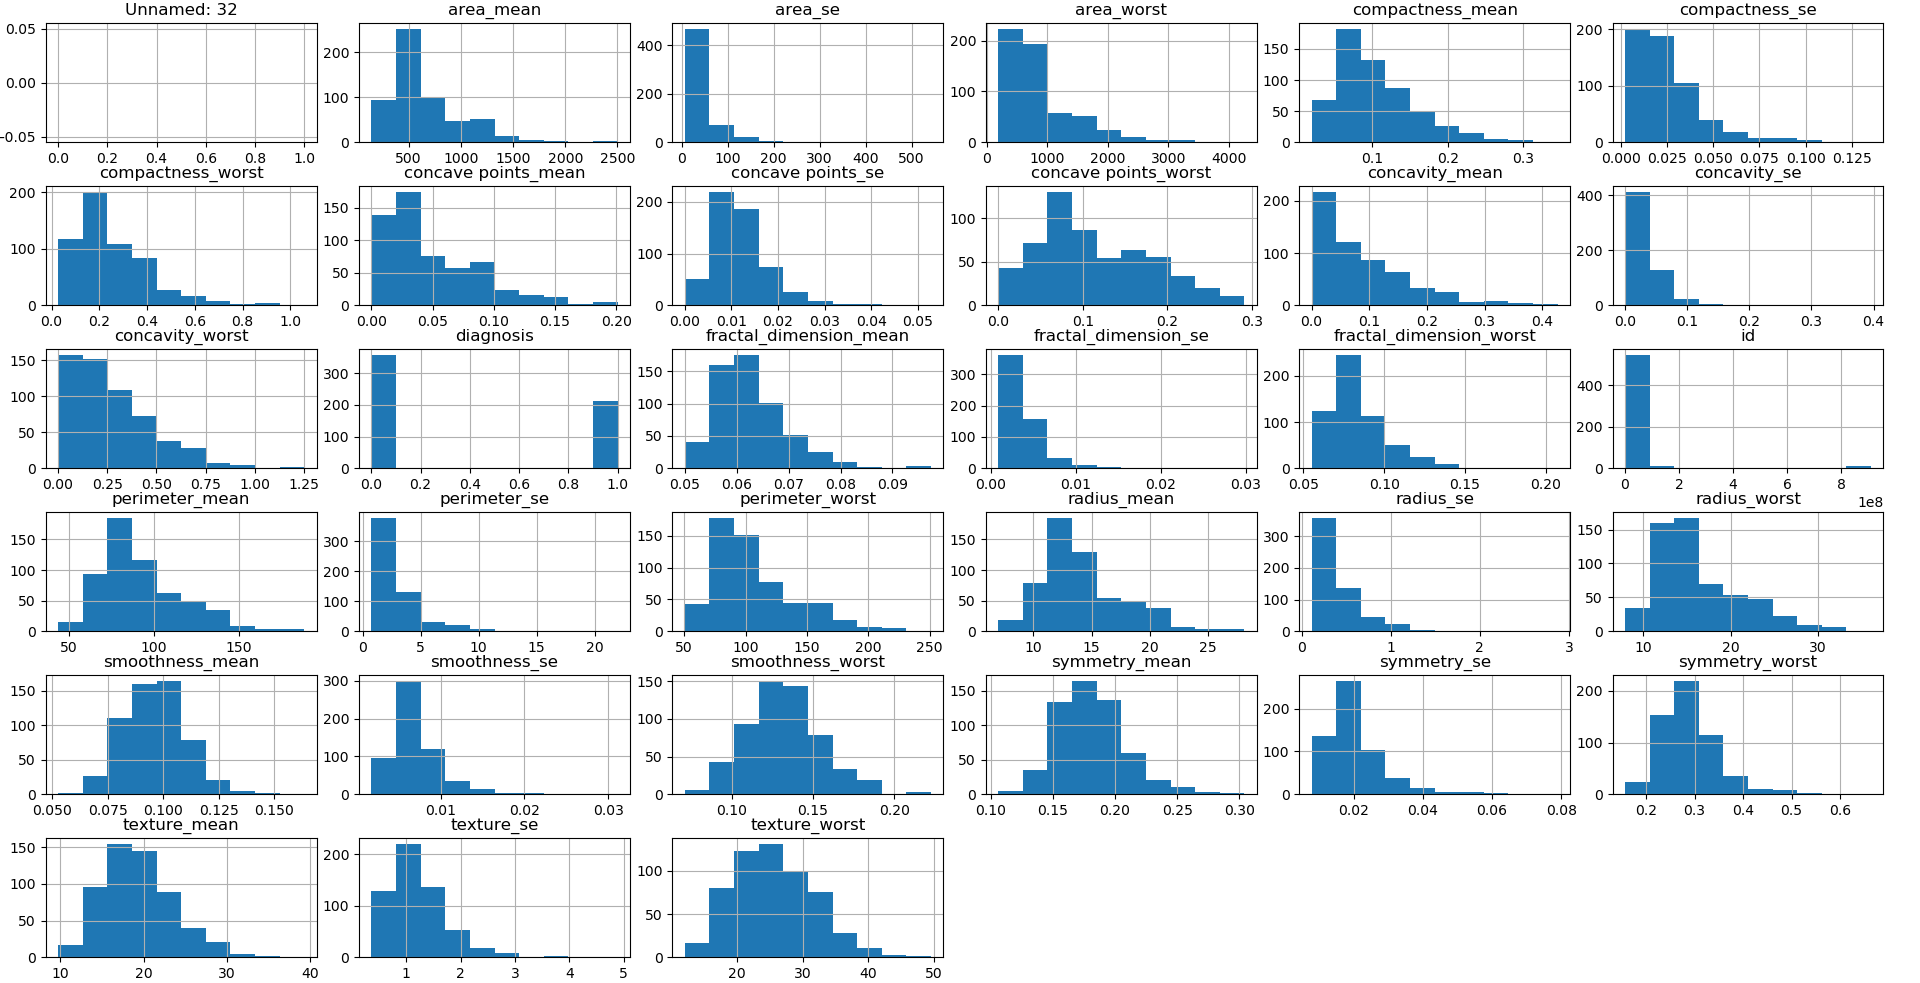 Unnamed: 32 area_mean area_se area_worst compactness_mean compactness_se
0.05
0.00
−0.05
0.0 0.2 0.4 0.6 0.8 1.0
200
100
0
500 1000 1500 2000 2500
400
200
0
0 100 200 300 400 500
200
100
0
0 1000 2000 3000 4000
150
100
50
0
0.1 0.2 0.3
200
100
0
0.000 0.025 0.050 0.075 0.100 0.125
compactness_worst concave points_mean concave points_se concave points_worst concavity_mean concavity_se
200
100
0
0.0 0.2 0.4 0.6 0.8 1.0
150
100
50
0
0.00 0.05 0.10 0.15 0.20
200
100
0
0.00 0.01 0.02 0.03 0.04 0.05
100
50
0
0.0 0.1 0.2 0.3
200
100
0
0.0 0.1 0.2 0.3 0.4
400
200
0
0.0 0.1 0.2 0.3 0.4
concavity_worst diagnosis fractal_dimension_mean fractal_dimension_se fractal_dimension_worst id
150
100
50
0
0.00 0.25 0.50 0.75 1.00 1.25
300
200
100
0
0.0 0.2 0.4 0.6 0.8 1.0
150
100
50
0
0.05 0.06 0.07 0.08 0.09
300
200
100
0
0.00 0.01 0.02 0.03
200
100
0
0.05 0.10 0.15 0.20
400
200
0
0 2 4 6 8
1e8
perimeter_mean perimeter_se perimeter_worst radius_mean radius_se radius_worst
150
100
50
0
50 100 150
300
200
100
0
0 5 10 15 20
150
100
50
0
50 100 150 200 250
150
100
50
0
10 15 20 25
300
200
100
0
0 1 2 3
150
100
50
0
10 20 30
smoothness_mean smoothness_se smoothness_worst symmetry_mean symmetry_se symmetry_worst
150
100
50
0
0.050 0.075 0.100 0.125 0.150
300
200
100
0
0.01 0.02 0.03
150
100
50
0
0.10 0.15 0.20
150
100
50
0
0.10 0.15 0.20 0.25 0.30
200
100
0
0.02 0.04 0.06 0.08
200
100
0
0.2 0.3 0.4 0.5 0.6
texture_mean texture_se texture_worst
150
100
50
0
10 20 30 40
200
100
0
1 2 3 4 5
100
50
0
20 30 40 50